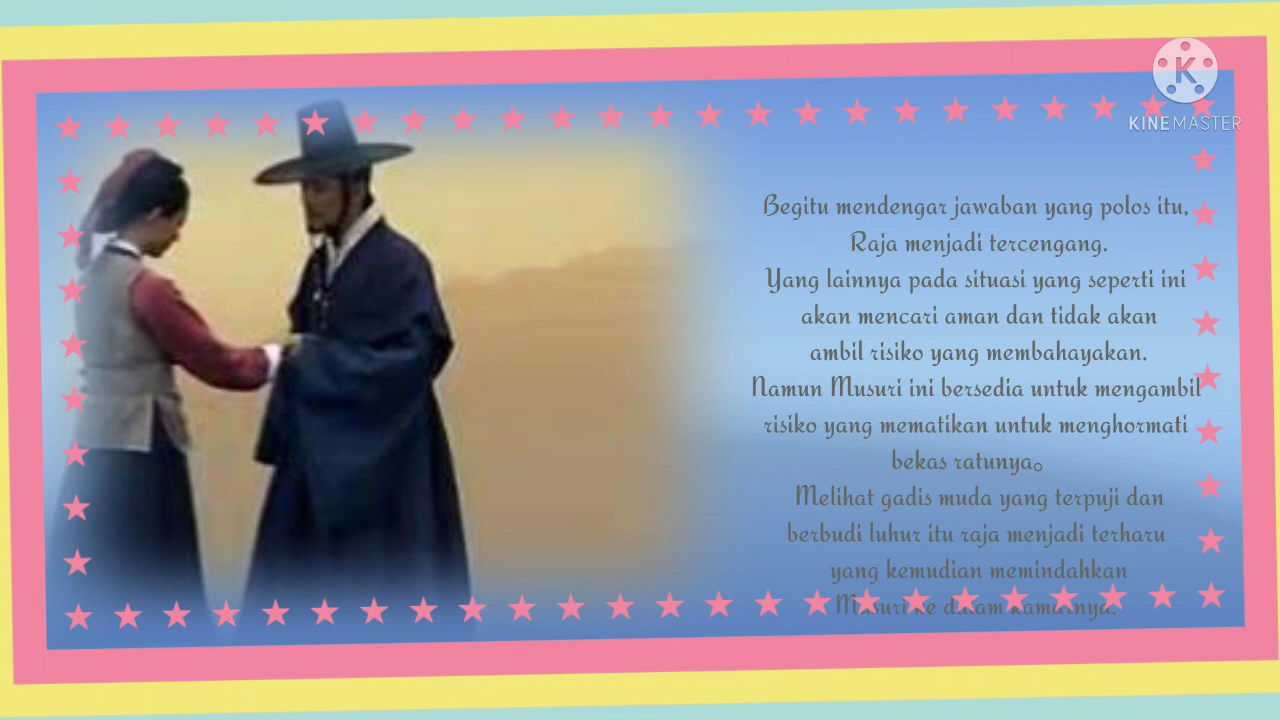 KINEMASTER
Begitu mendengar jawaban yang polos itu,
Raja menjadi tercengang.
Yang lainnya pada situasi yang seperti ini
akan mencari aman dan tidak akan
ambil risiko yang membahayakan.
Namun Musuri ini bersedia untuk mengambil
risiko yang mematikan untuk menghormati
bekas ratunya。
Melihat gadis muda yang terpuji dan
berbudi luhur itu raja menjadi terharu
yang kemudian memindahkan
Musuri ke dalam kamarnya.